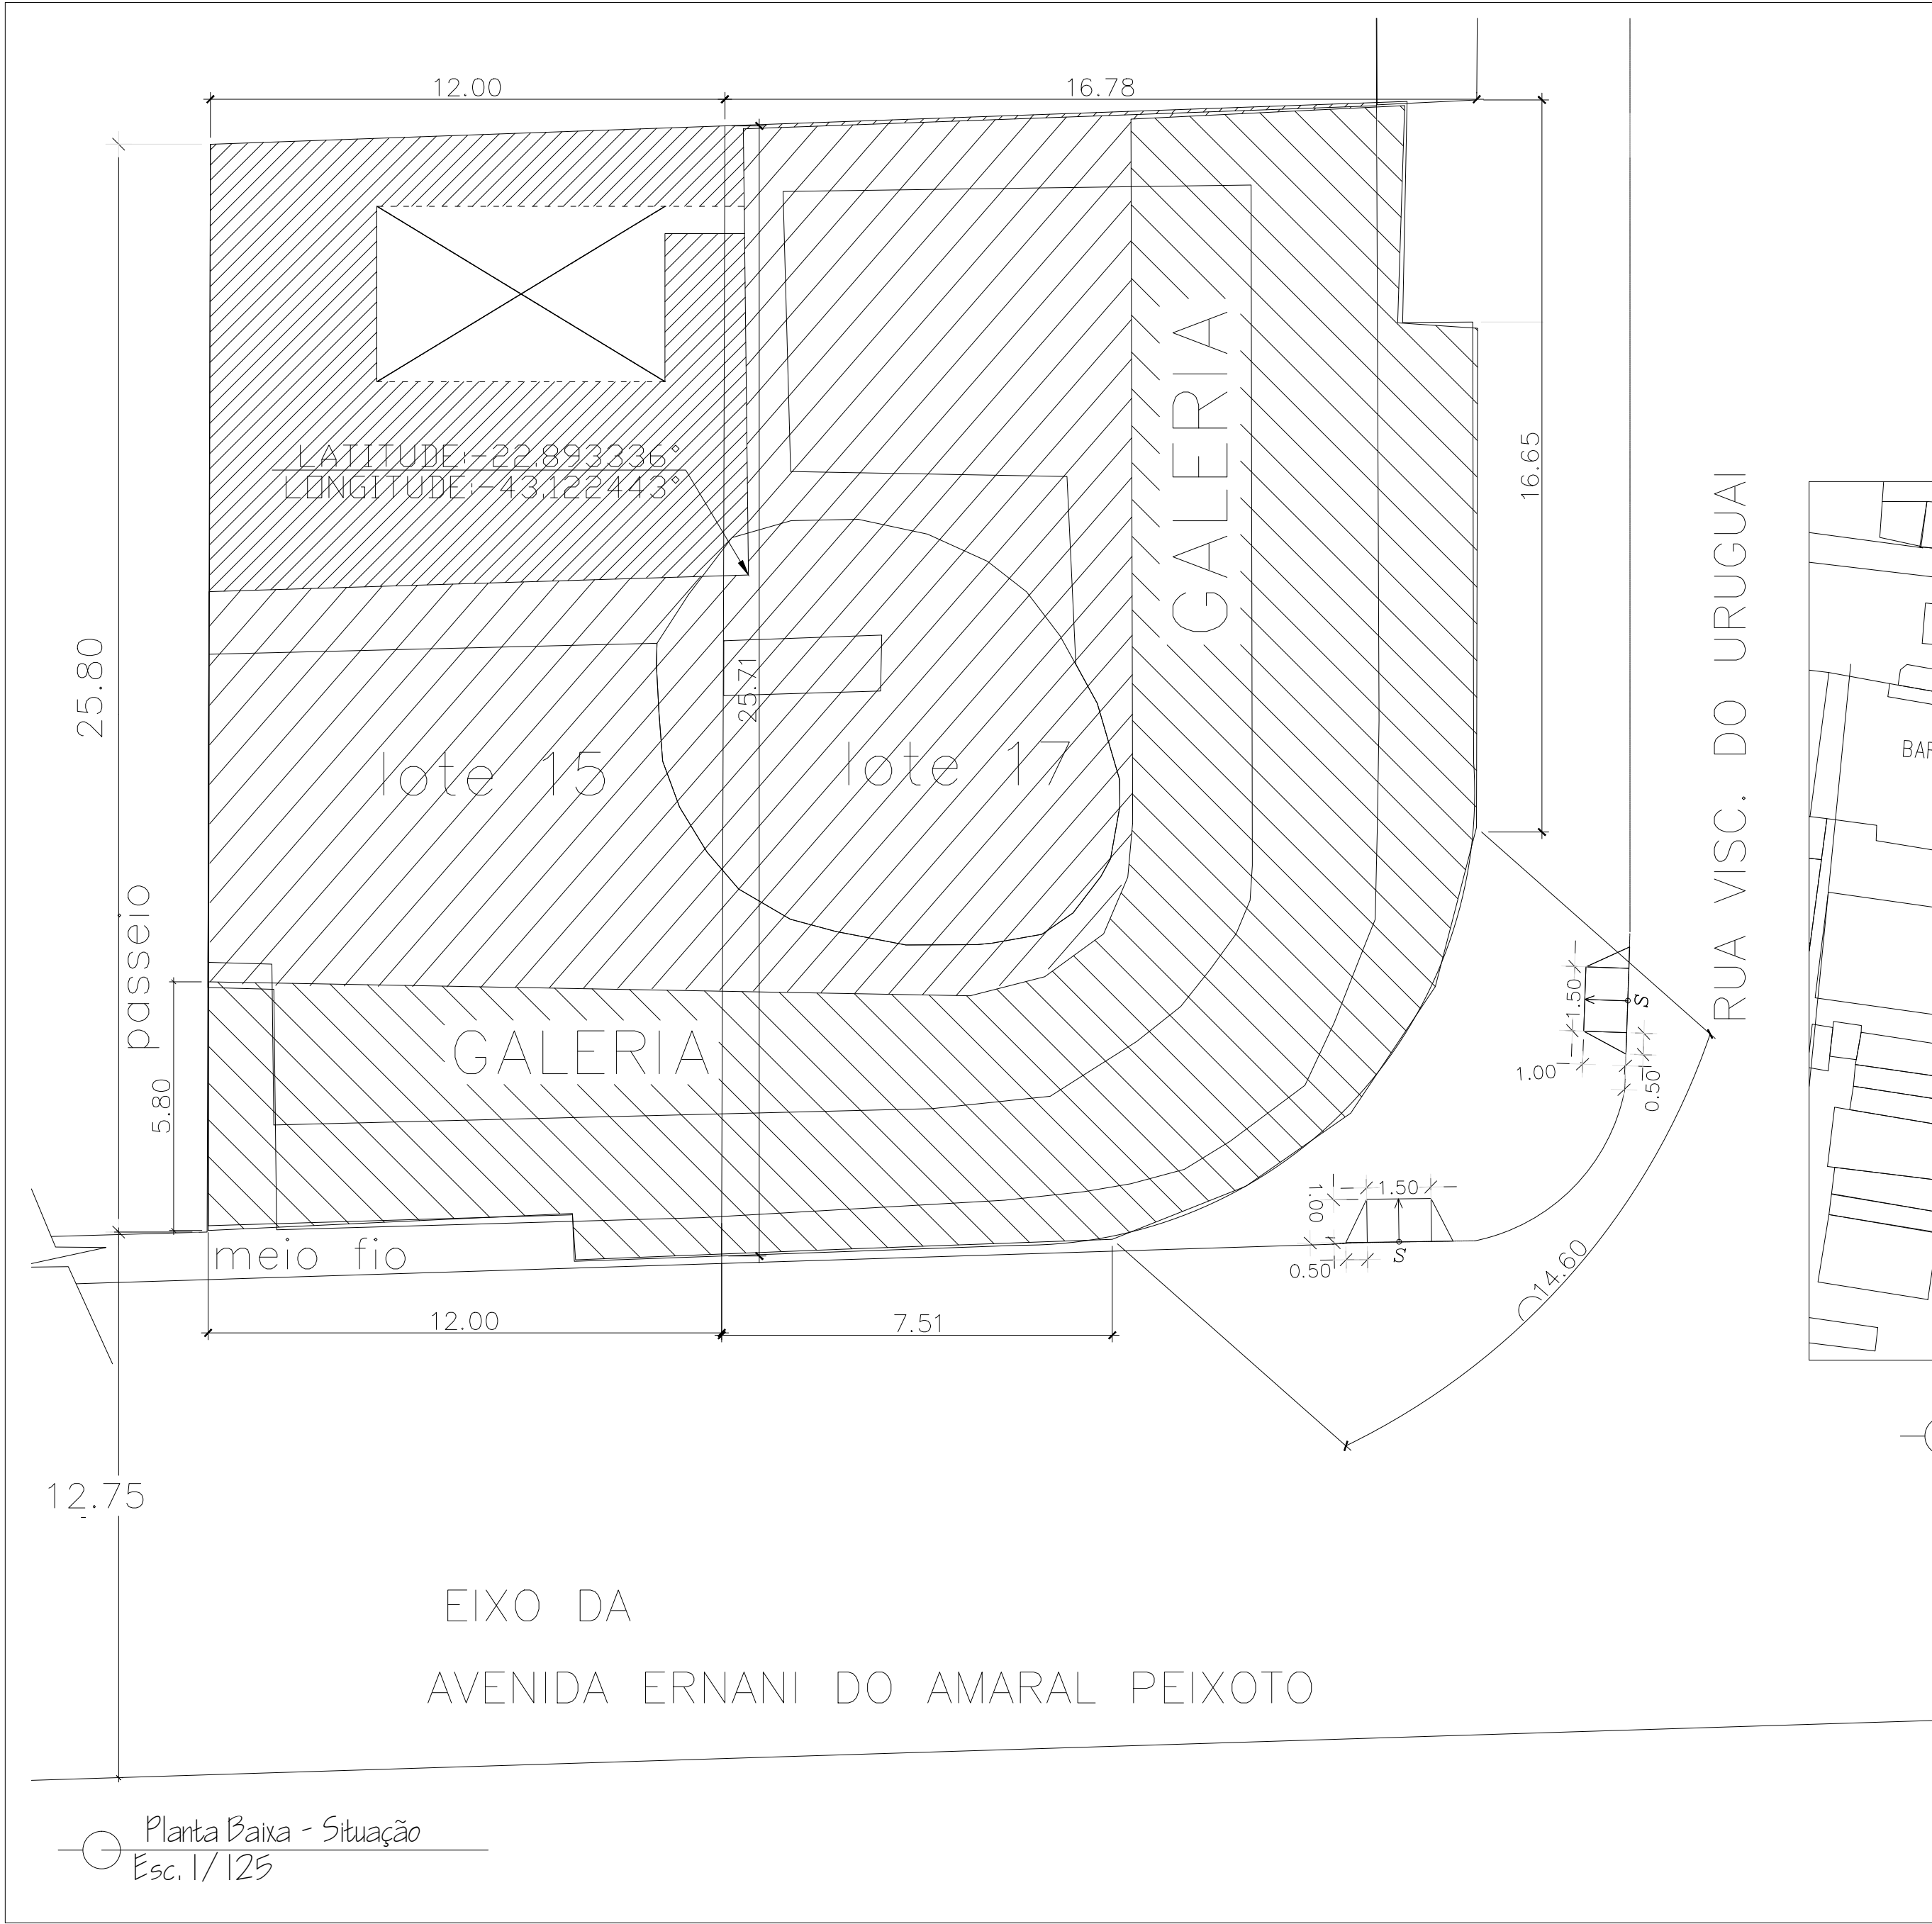 12.00
16.78
LATITUDE:-22,893336°
LONGITUDE:-43,122443°
GALERIA
16.65
RUA VISC. DO URUGUAI
25.80
25.71
lote 15
lote 17
passeio
5.80
GALERIA
1.50
S
1.00
0.50
1.50
1.00
0.50
S
meio fio
12.00
7.51
14.60
12.75
EIXO DA
AVENIDA ERNANI DO AMARAL PEIXOTO
Planta Baixa - Situação
Esc. 1/125